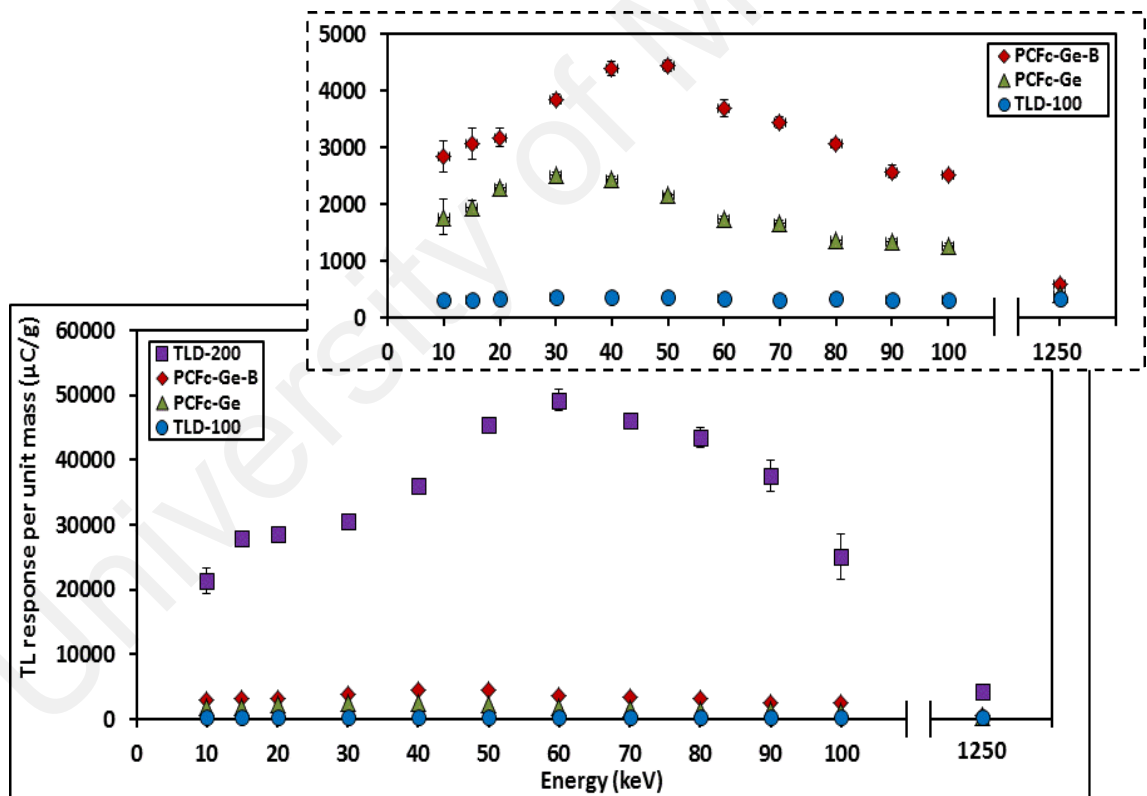 5000
4000
3000
2000
1000
0
PCFc-Ge-B
PCFc-Ge
TLD-100
0 10 20 30 40 50 60 70 80 90 100 1250
TL response per unit mass (μC/g)
60000
50000
40000
30000
20000
10000
0
TLD-200
PCFc-Ge-B
PCFc-Ge
TLD-100
0 10 20 30 40 50 60 70 80 90 100 1250
Energy (keV)
University of M